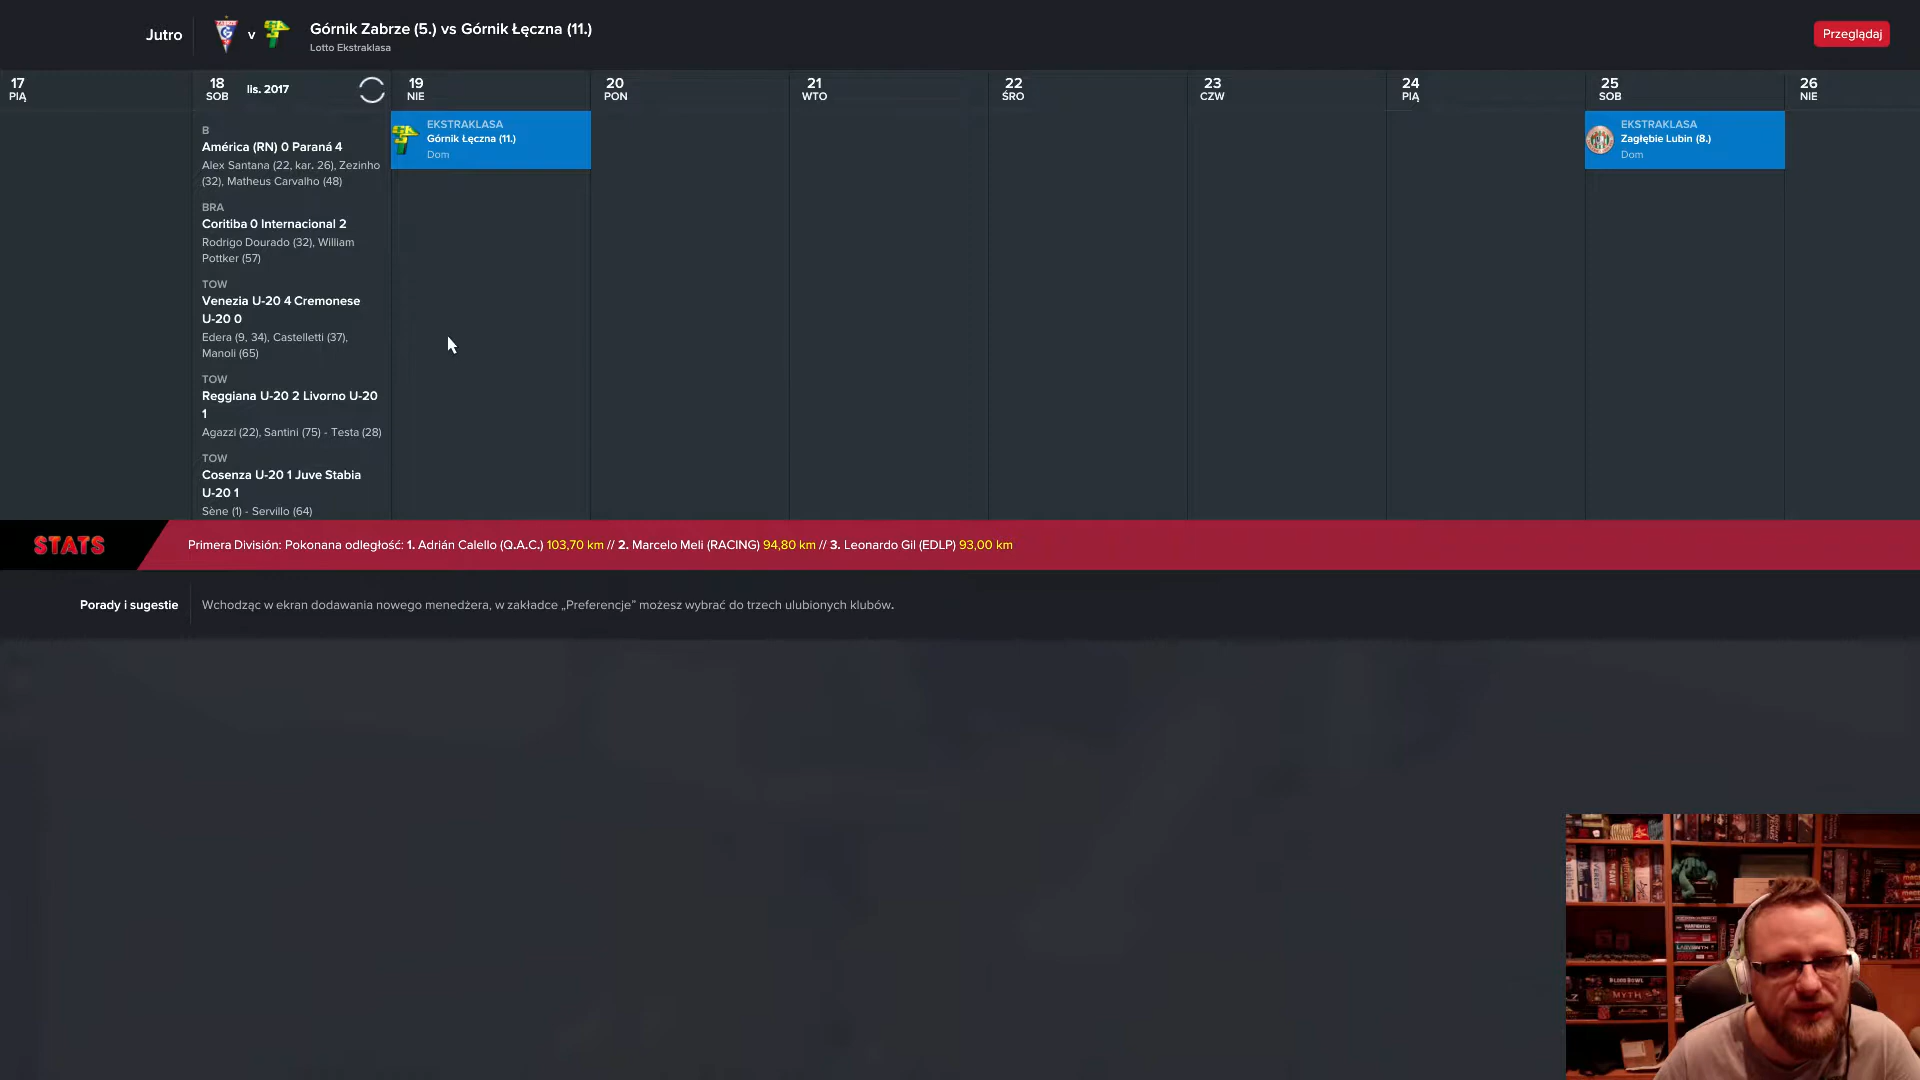 Jutro
v
Górnik Zabrze (5.) vs Górnik Łęczna (11.)
Lotto Ekstraklasa
Przeglądaj
17
PIĄ
18
SOB
lis. 2017
19
NIE
20
PON
21
WTO
22
ŚRO
23
CZW
24
PIĄ
25
SOB
26
NIE
B
América (RN) 0 Paraná 4
Alex Santana (22, kar. 26), Zezinho
(32), Matheus Carvalho (48)
BRA
Coritiba 0 Internacional 2
Rodrigo Dourado (32), William
Pottker (57)
TOW
Venezia U-20 4 Cremonese
U-20 0
Edera (9, 34), Castelletti (37),
Manoli (65)
TOW
Reggiana U-20 2 Livorno U-20
1
Agazzi (22), Santini (75) - Testa (28)
TOW
Cosenza U-20 1 Juve Stabia
U-20 1
Sène (1) - Servillo (64)
EKSTRAKLASA
Górnik Łęczna (11.)
Dom
EKSTRAKLASA
Zagłębie Lubin (8.)
Dom
STATS
Primera División: Pokonana odległość: 1. Adrián Calello (Q.A.C.) 103,70 km // 2. Marcelo Meli (RACING) 94,80 km // 3. Leonardo Gil (EDLP) 93,00 km
Porady i sugestie
Wchodząc w ekran dodawania nowego menedżera, w zakładce „Preferencje” możesz wybrać do trzech ulubionych klubów.
LABYRINTH
BLOOD BOWL
MYTH